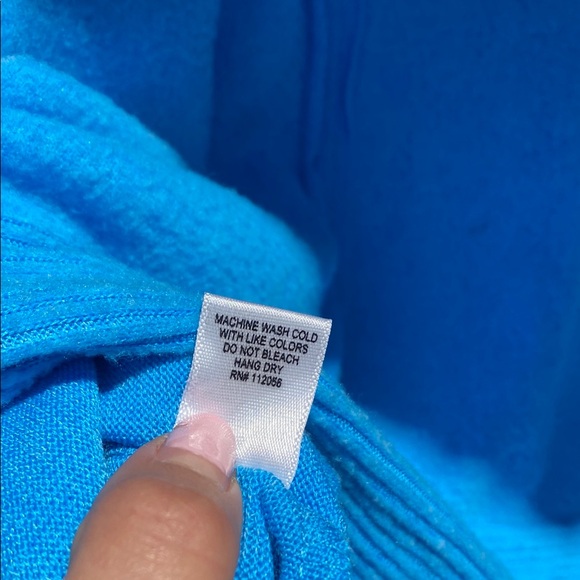 MACHINE WASH COLD
WITH LIKE COLORS
DO NOT BLEACH
HANG DRY
RN# 112056